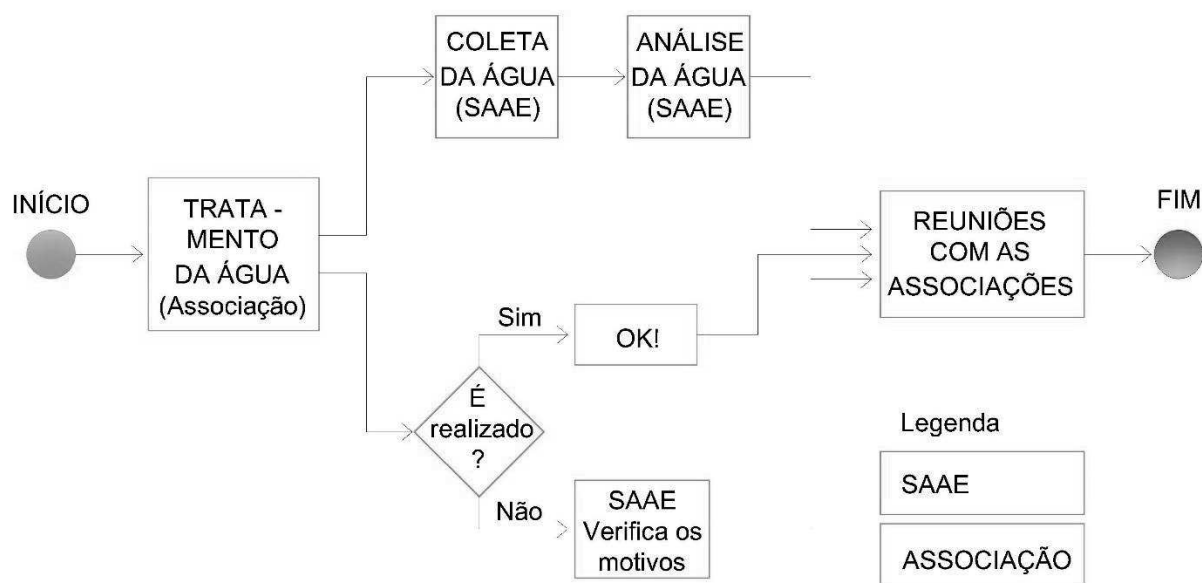 COLETA
DA ÁGUA
(SAAE)
ANÁLISE
DA ÁGUA
(SAAE)
INÍCIO
TRATA -
MENTO
DA ÁGUA
(Associação)
REUNIÕES
COM AS
ASSOCIAÇÕES
FIM
Sim
OK!
É
realizado
?
Não
SAAE
Verifica os
motivos
Legenda
SAAE
ASSOCIAÇÃO